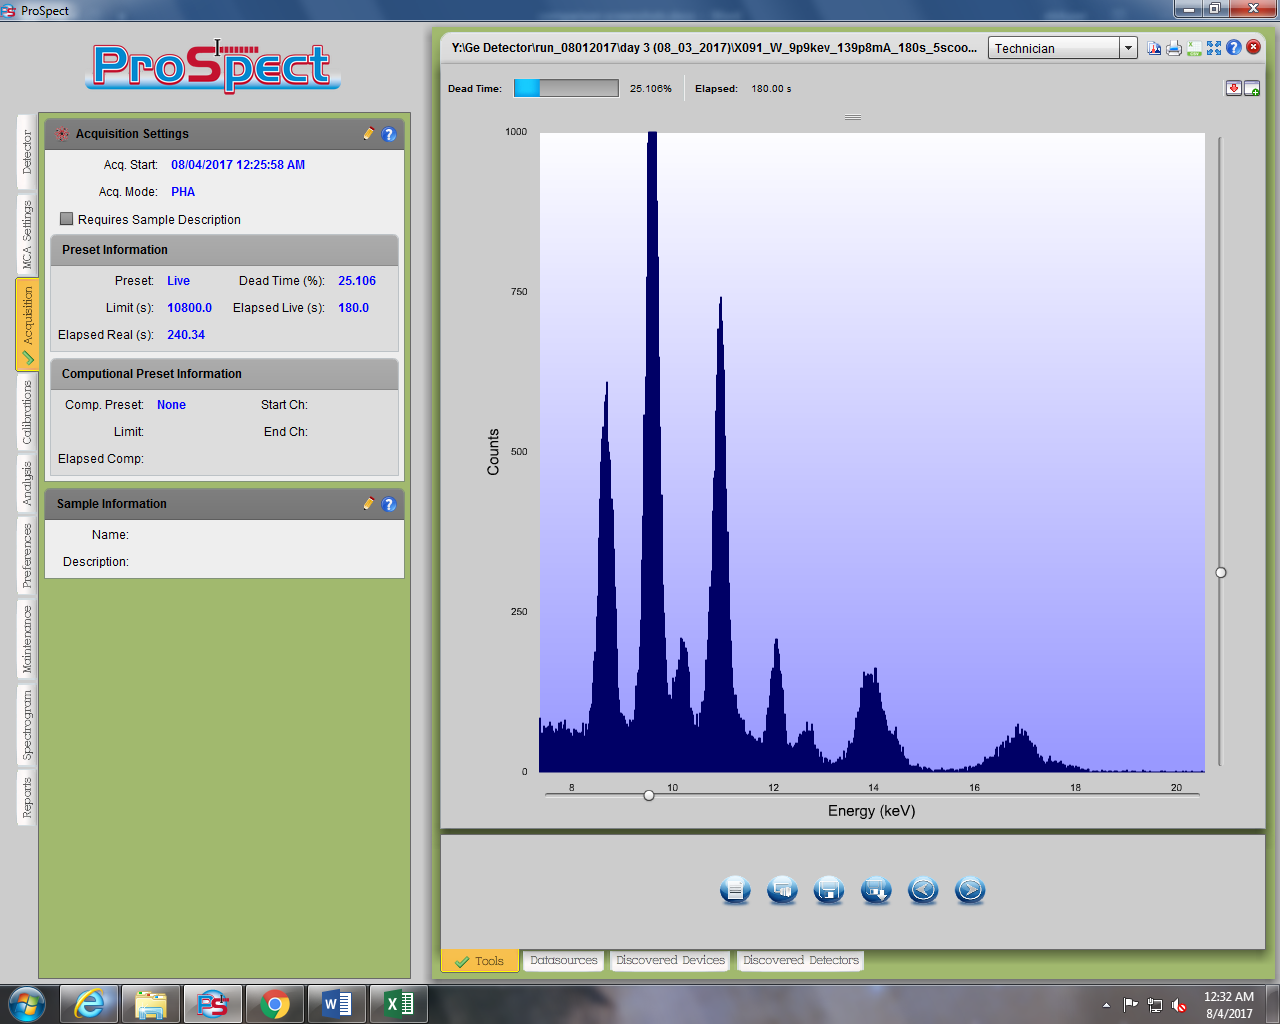 ProSpect
ProSpect
Detector
MCA Settings
Acquisition
Calibrations
Analysis
Preferences
Maintenance
Spectrogram
Reports
Acquisition Settings
Acq. Start: 08/04/2017 12:25:58 AM
Acq. Mode: PHA
Requires Sample Description
Preset Information
Preset: Live Dead Time (%): 25.106
Limit (s): 10800.0 Elapsed Live (s): 180.0
Elapsed Real (s): 240.34
Computional Preset Information
Comp. Preset: None Start Ch:
Limit: End Ch:
Elapsed Comp:
Sample Information
Name:
Description:
Y:\Ge Detector\run_08012017\day 3 (08_03_2017)\X091_W_9p9kev_139p8mA_180s_5scoo...
Technician
Dead Time: 25.106% Elapsed: 180.00 s
1000
750
500
250
0
Counts
8 10 12 14 16 18 20
Energy (keV)
Tools Datasources Discovered Devices Discovered Detectors
12:32 AM
8/4/2017